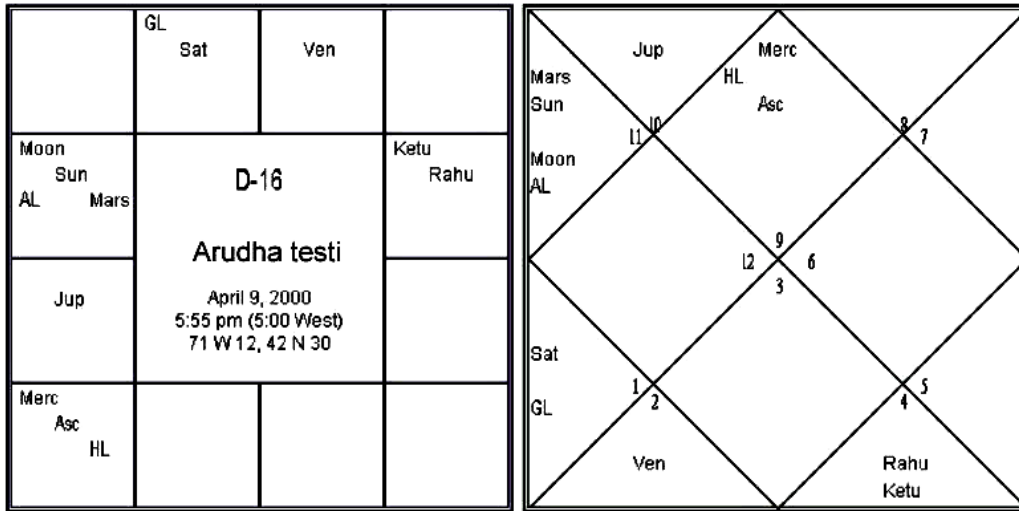 GL
Sat
Ven
Moon
Sun
AL Mars
D-16
Ketu
Rahu
Arudha testi
Jup
April 9, 2000
5:55 pm (5:00 West)
71 W 12, 42 N 30
Merc
Asc
HL
Jup
Merc
Mars
HL
Sun
Asc
10
8
11
7
Moon
AL
9
12
6
3
Sat
1
5
GL
2
4
Ven
Rahu
Ketu